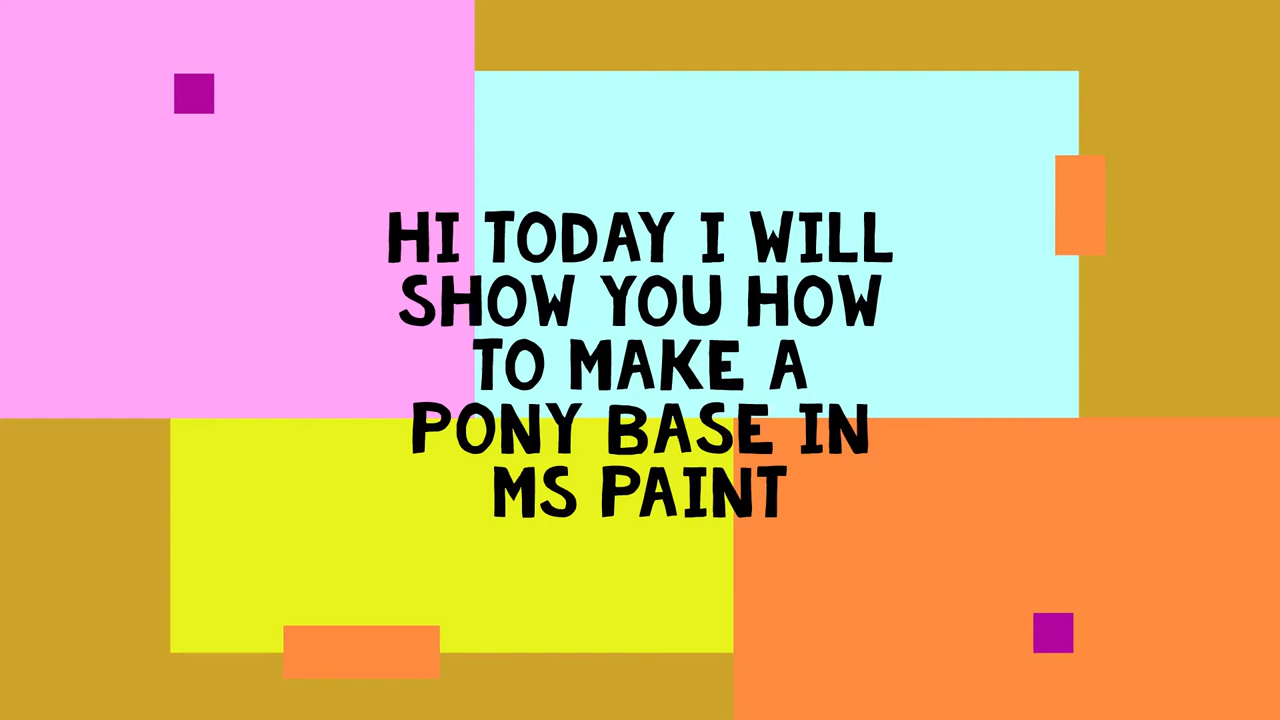 HI TODAY I WILL
SHOW YOU HOW
TO MAKE A
PONY BASE IN
MS PAINT